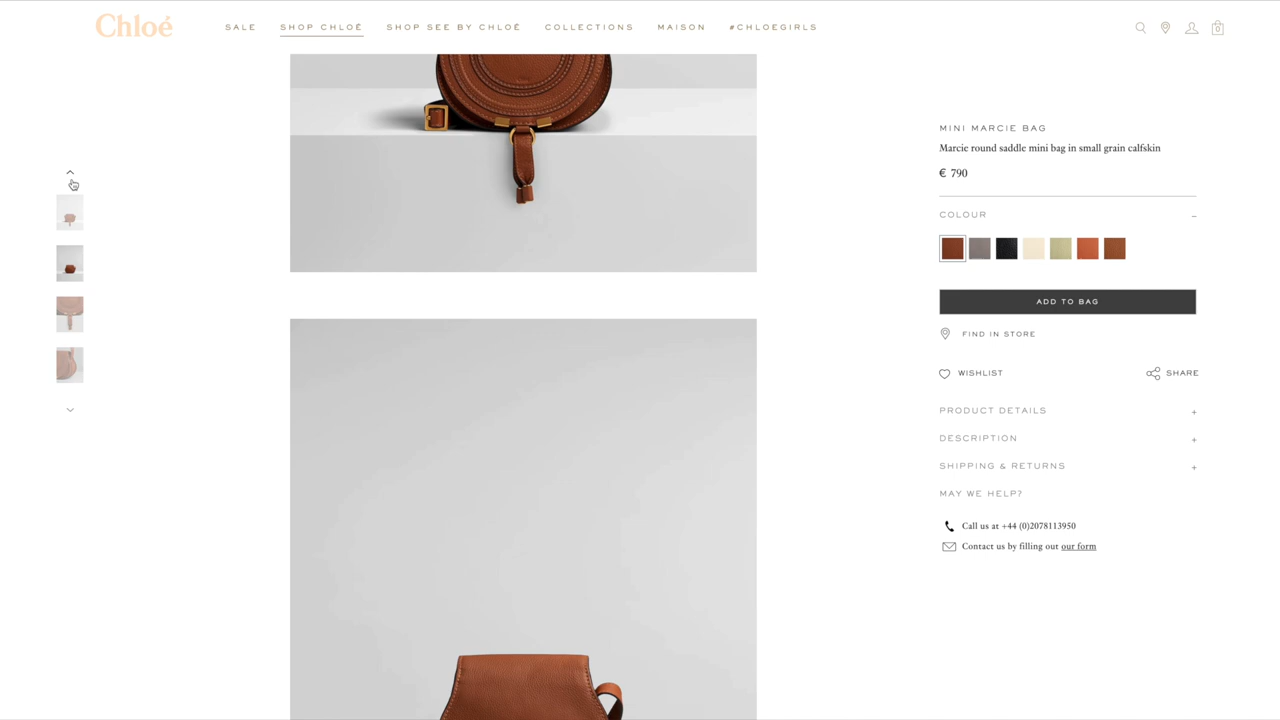 Chloé
SALE
SHOP CHLOÉ
SHOP SEE BY CHLOÉ
COLLECTIONS
MAISON
#CHLOEGIRLS
0
MINI MARCIE BAG
Marcie round saddle mini bag in small grain calfskin
€ 790
COLOUR
–
ADD TO BAG
FIND IN STORE
WISHLIST
SHARE
PRODUCT DETAILS
+
DESCRIPTION
+
SHIPPING & RETURNS
+
MAY WE HELP?
Call us at +44 (0)2078113950
Contact us by filling out our form